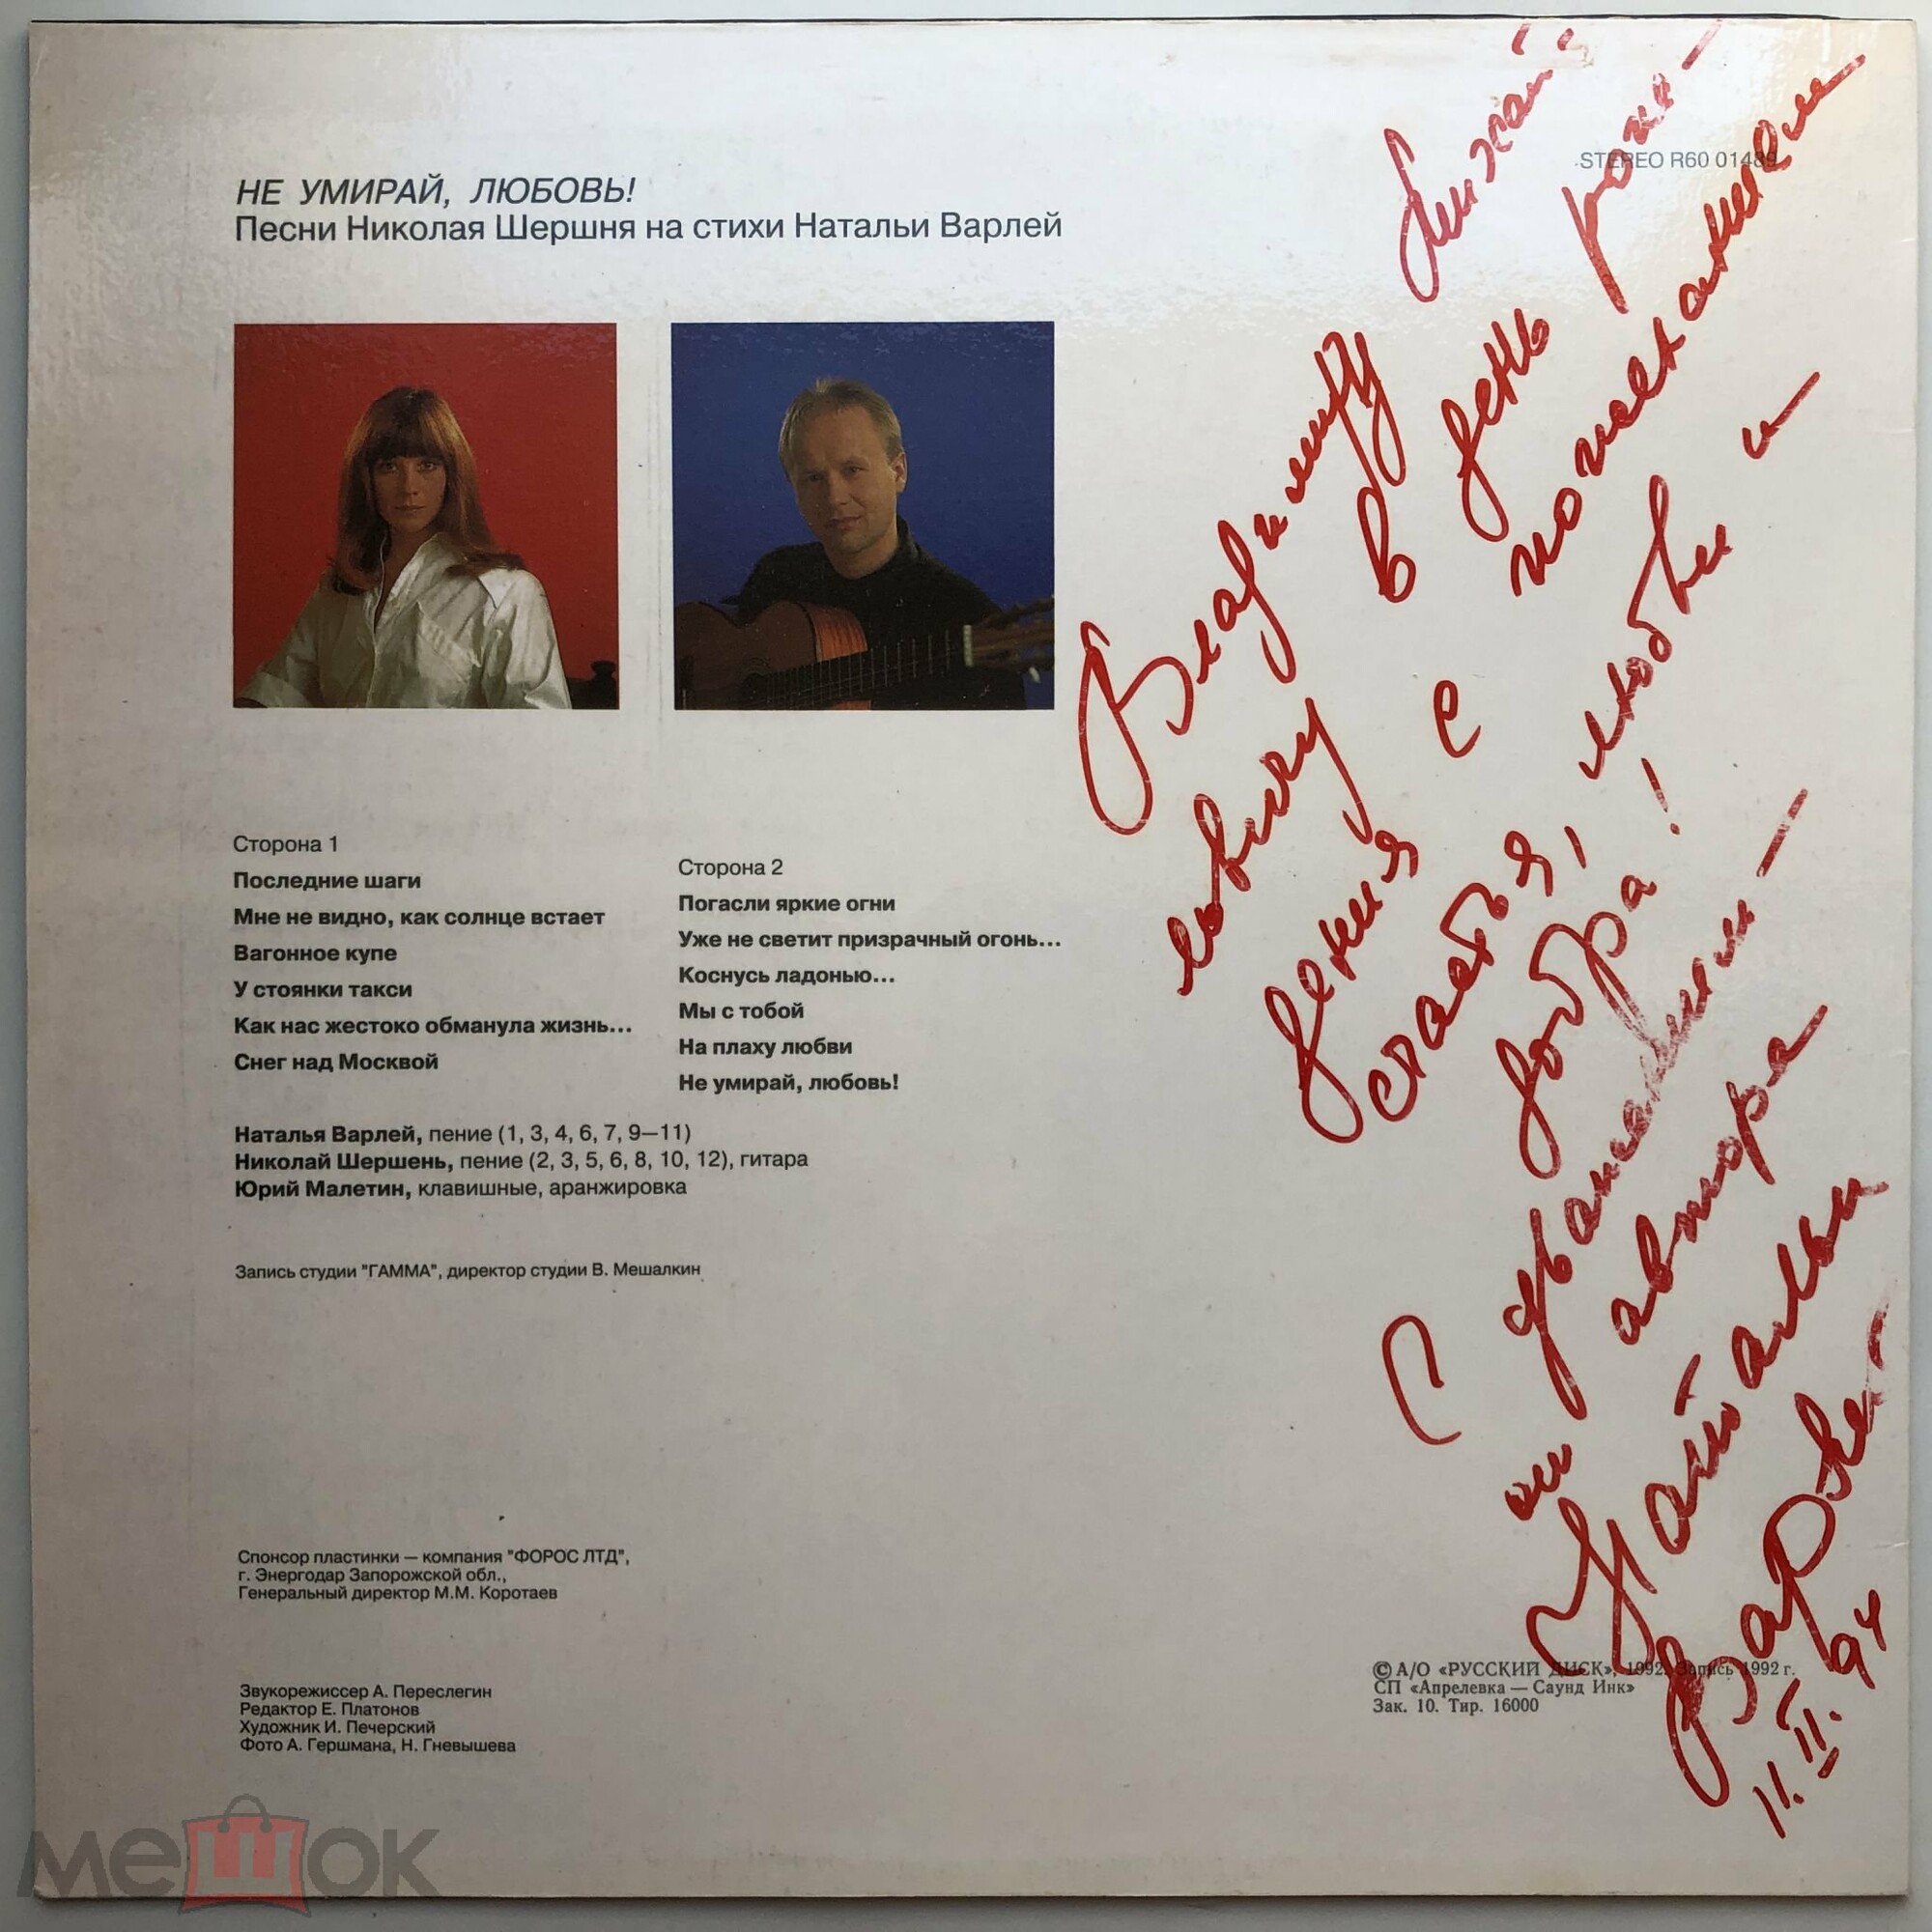 STEREO R60 01489
НЕ УМИРАЙ, ЛЮБОВЬ!
Песни Николая Шершня на стихи Натальи Варлей
Сторона 1
Последние шаги
Мне не видно, как солнце встает
Вагонное купе
У стоянки такси
Как нас жестоко обманула жизнь...
Снег над Москвой
Сторона 2
Погасли яркие огни
Уже не светит призрачный огонь...
Коснусь ладонью...
Мы с тобой
На плаху любви
Не умирай, любовь!
Наталья Варлей, пение (1, 3, 4, 6, 7, 9—11)
Николай Шершень, пение (2, 3, 5, 6, 8, 10, 12), гитара
Юрий Малетин, клавишные, аранжировка
Запись студии "ГАММА", директор студии В. Мешалкин
Спонсор пластинки — компания "ФОРОС ЛТД",
г. Энергодар Запорожской обл.,
Генеральный директор М.М. Коротаев
Звукорежиссер А. Переслегин
Редактор Е. Платонов
Художник И. Печерский
Фото А. Гершмана, Н. Гневышева
© А/О «РУССКИЙ ДИСК», 1992. Запись 1992 г.
СП «Апрелевка — Саунд Инк»
Зак. 10. Тир. 16000
Владимиру Михай-
ловичу в день рож-
дения с пожеланием
счастья, любви и
добра!
С уважением —
от автора
Натальи
Варлей
11.II.94
мешок